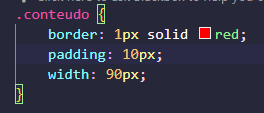 .conteudo {
border: 1px solid red;
padding: 10px;
width: 90px;
}